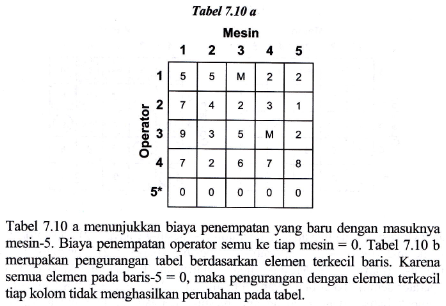 Tabel 7.10 a
Mesin
1 2 3 4 5
Operator
1 5 5 M 2 2
2 7 4 2 3 1
3 9 3 5 M 2
4 7 2 6 7 8
5* 0 0 0 0 0
Tabel 7.10 a menunjukkan biaya penempatan yang baru dengan masuknya
mesin-5. Biaya penempatan operator semu ke tiap mesin = 0. Tabel 7.10 b
merupakan pengurangan tabel berdasarkan elemen terkecil baris. Karena
semua elemen pada baris-5 = 0, maka pengurangan dengan elemen terkecil
tiap kolom tidak menghasilkan perubahan pada tabel.